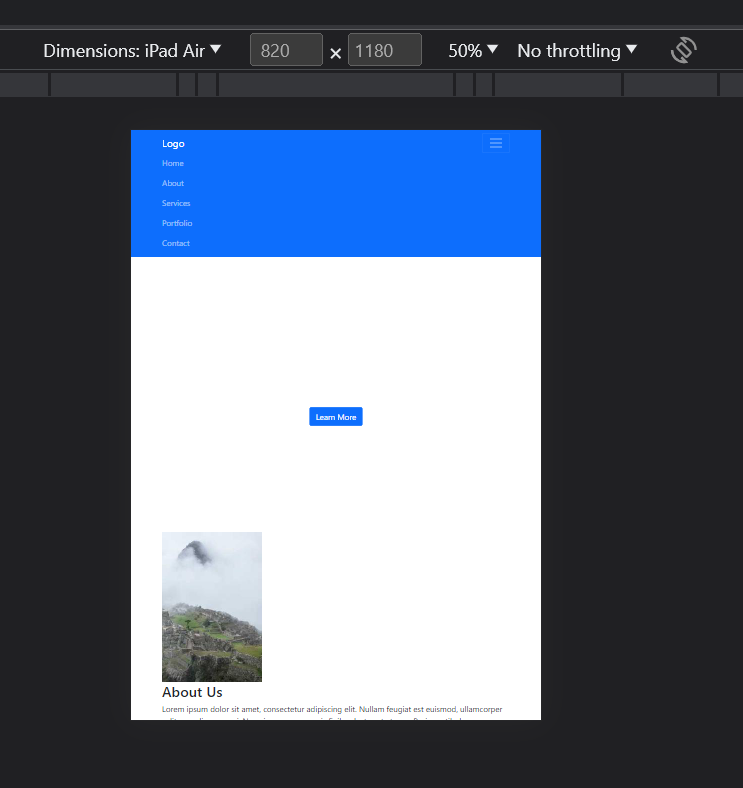 Dimensions: iPad Air 820 × 1180 50% No throttling
Logo
Home
About
Services
Portfolio
Contact
Learn More
About Us
Lorem ipsum dolor sit amet, consectetur adipiscing elit. Nullam feugiat est euismod, ullamcorper